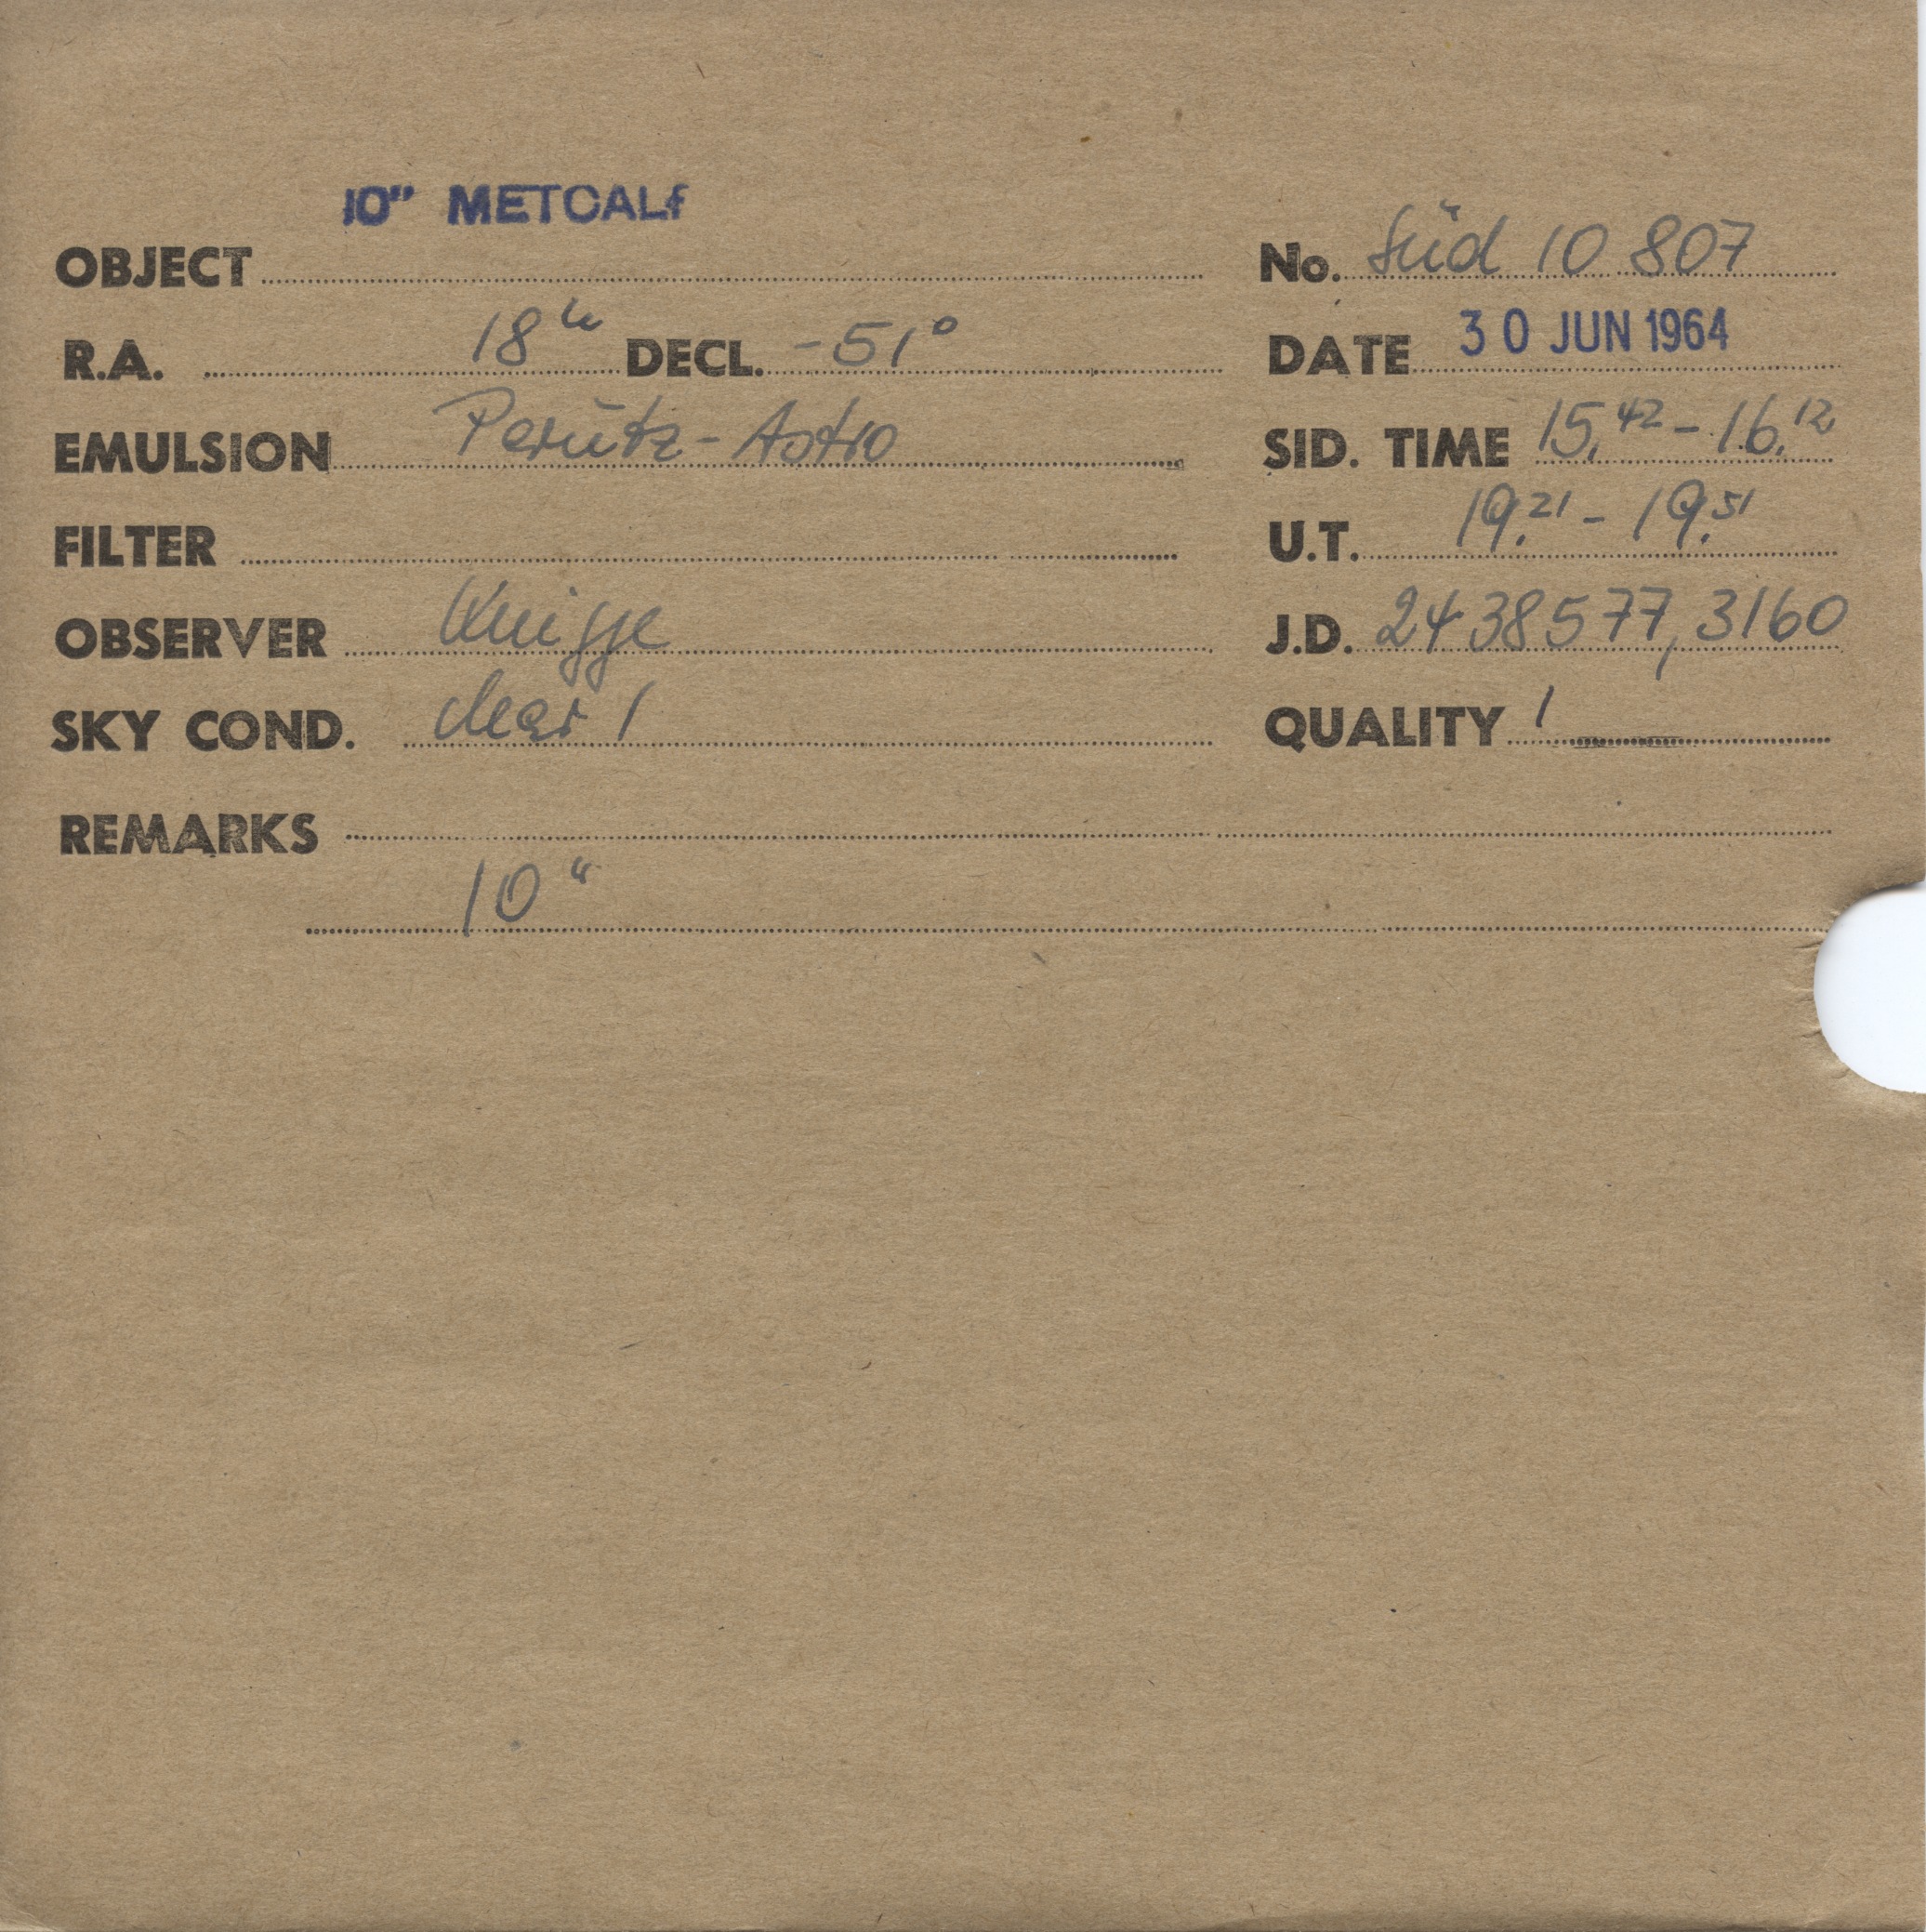 10" METCALf
OBJECT No. Süd 10 807
R.A. 18h DECL. -51° DATE 30 JUN 1964
EMULSION Perutz-Astro SID. TIME 15.42 - 16.12
FILTER U.T. 19.21 - 19.51
OBSERVER Knigge J.D. 2438577,3160
SKY COND. clear 1 QUALITY 1
REMARKS
10"